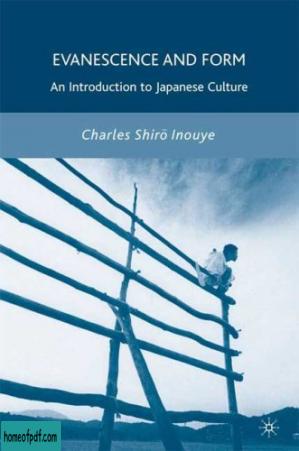 EVANESCENCE AND FORM
An Introduction to Japanese Culture
Charles Shirō Inouye
homeofpdf.com